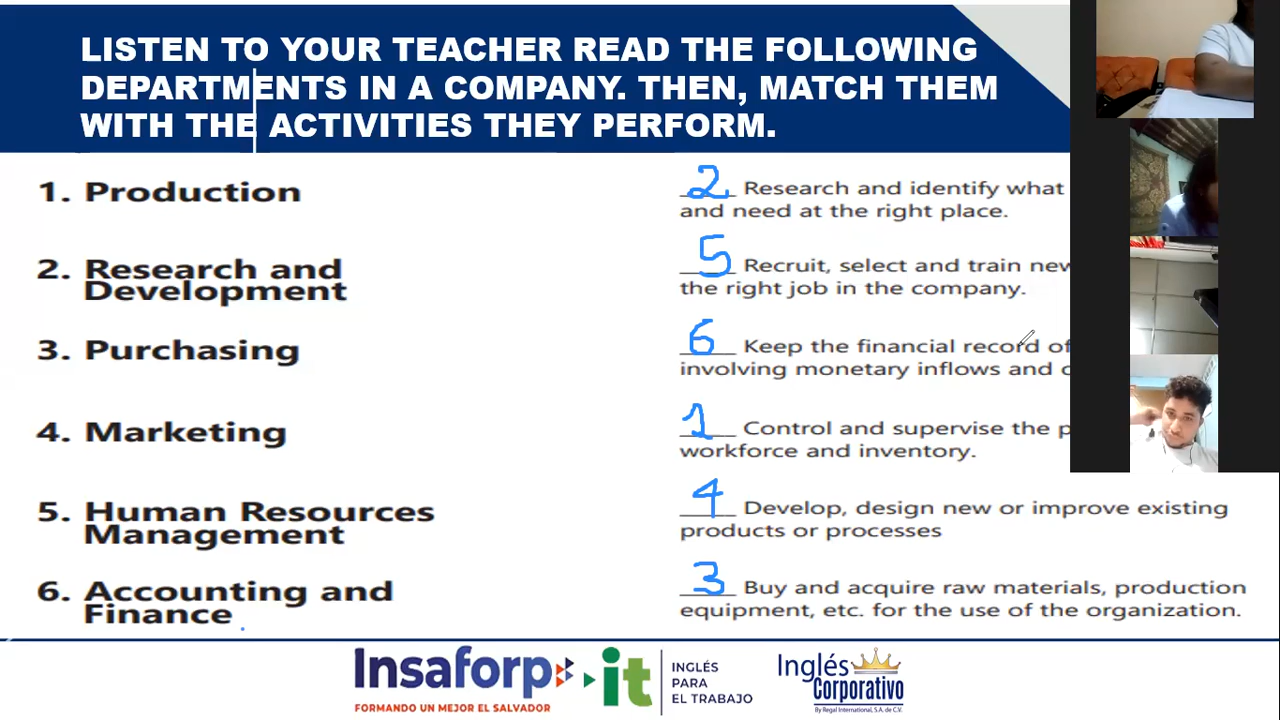 LISTEN TO YOUR TEACHER READ THE FOLLOWING
DEPARTMENTS IN A COMPANY. THEN, MATCH THEM
WITH THE ACTIVITIES THEY PERFORM.
1. Production
2. Research and
Development
3. Purchasing
4. Marketing
5. Human Resources
Management
6. Accounting and
Finance
2 Research and identify what
and need at the right place.
5 Recruit, select and train new
the right job in the company.
6 Keep the financial record of
involving monetary inflows and
1 Control and supervise the
workforce and inventory.
4 Develop, design new or improve existing
products or processes
3 Buy and acquire raw materials, production
equipment, etc. for the use of the organization.
Insaforp
FORMANDO UN MEJOR EL SALVADOR
it
INGLÉS
PARA
EL TRABAJO
Inglés
Corporativo
By Regal International, S.A. de C.V.